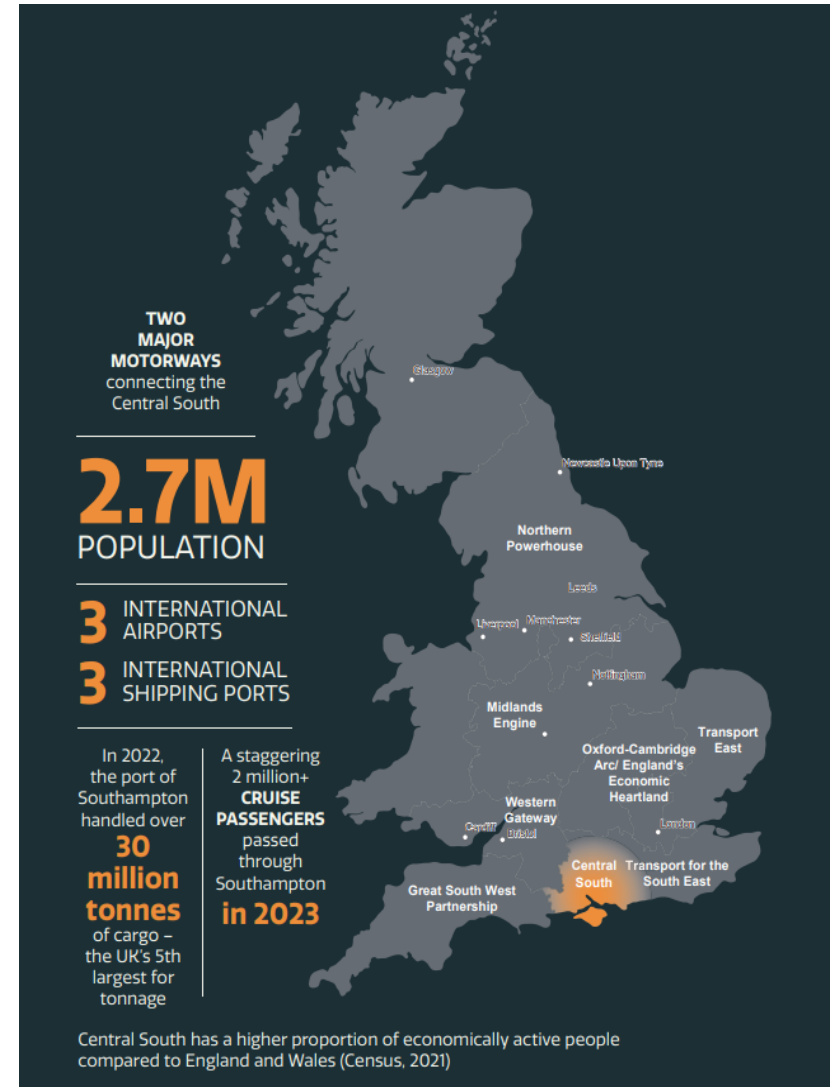 TWO
MAJOR
MOTORWAYS
connecting the
Central South
2.7M
POPULATION
3 INTERNATIONAL
AIRPORTS
3 INTERNATIONAL
SHIPPING PORTS
In 2022,
the port of
Southampton
handled over
30
million
tonnes
of cargo –
the UK's 5th
largest for
tonnage
A staggering
2 million+
CRUISE
PASSENGERS
passed
through
Southampton
in 2023
Glasgow
Newcastle Upon Tyne
Northern
Powerhouse
Leeds
Liverpool
Manchester
Sheffield
Nottingham
Midlands
Engine
Transport
East
Oxford-Cambridge
Arc/ England's
Economic
Heartland
Western
Gateway
Cardiff
Bristol
London
Central
South
Transport for the
South East
Great South West
Partnership
Central South has a higher proportion of economically active people
compared to England and Wales (Census, 2021)